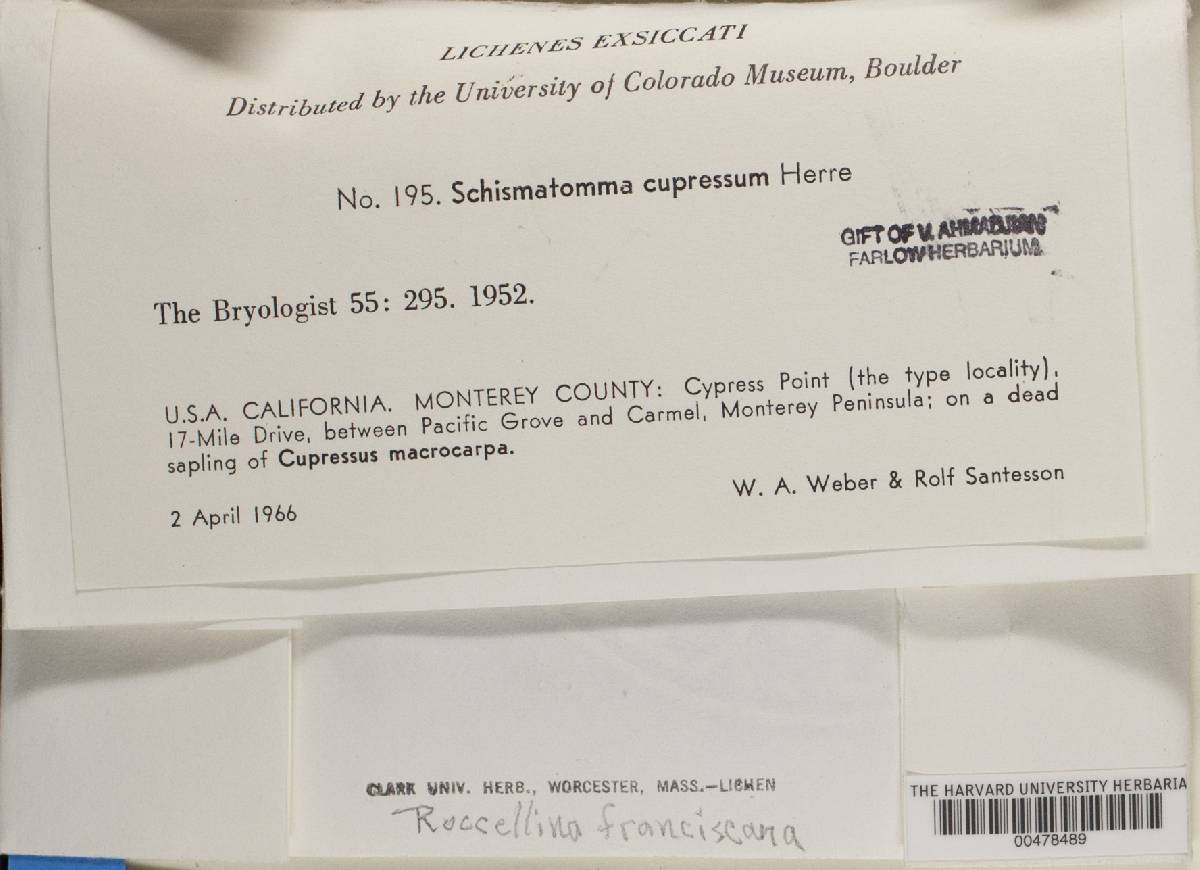 LICHENES EXSICCATI
Distributed by the University of Colorado Museum, Boulder
No. 195. Schismatomma cupressum Herre
GIFT OF V. AHMADJIAN
FARLOW HERBARIUM
The Bryologist 55: 295. 1952.
U.S.A. CALIFORNIA. MONTEREY COUNTY: Cypress Point (the type locality),
17-Mile Drive, between Pacific Grove and Carmel, Monterey Peninsula; on a dead
sapling of Cupressus macrocarpa.
W. A. Weber & Rolf Santesson
2 April 1966
CLARK UNIV. HERB., WORCESTER, MASS.—LICHEN
Roccellina franciscana
THE HARVARD UNIVERSITY HERBARIA
00478489